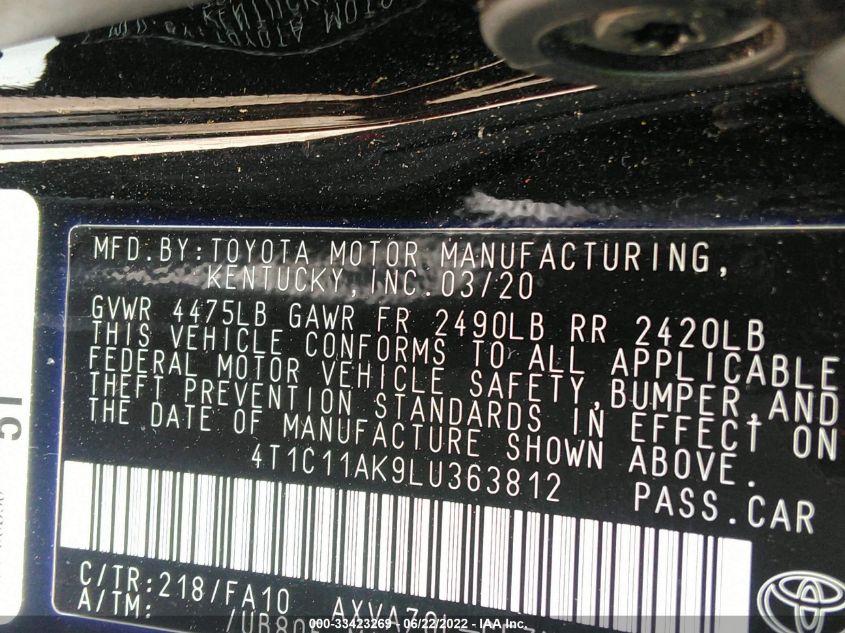 MFD.BY:TOYOTA MOTOR MANUFACTURING,
KENTUCKY,INC.03/20
GVWR 4475LB GAWR FR 2490LB RR 2420LB
THIS VEHICLE CONFORMS TO ALL APPLICABLE
FEDERAL MOTOR VEHICLE SAFETY,BUMPER,AND
THEFT PREVENTION STANDARDS IN EFFECT ON
THE DATE OF MANUFACTURE SHOWN ABOVE.
4T1C11AK9LU363812
PASS.CAR
C/TR:218/FA10
A/TM:
000-33423269 - 06/22/2022 - IAA, Inc.